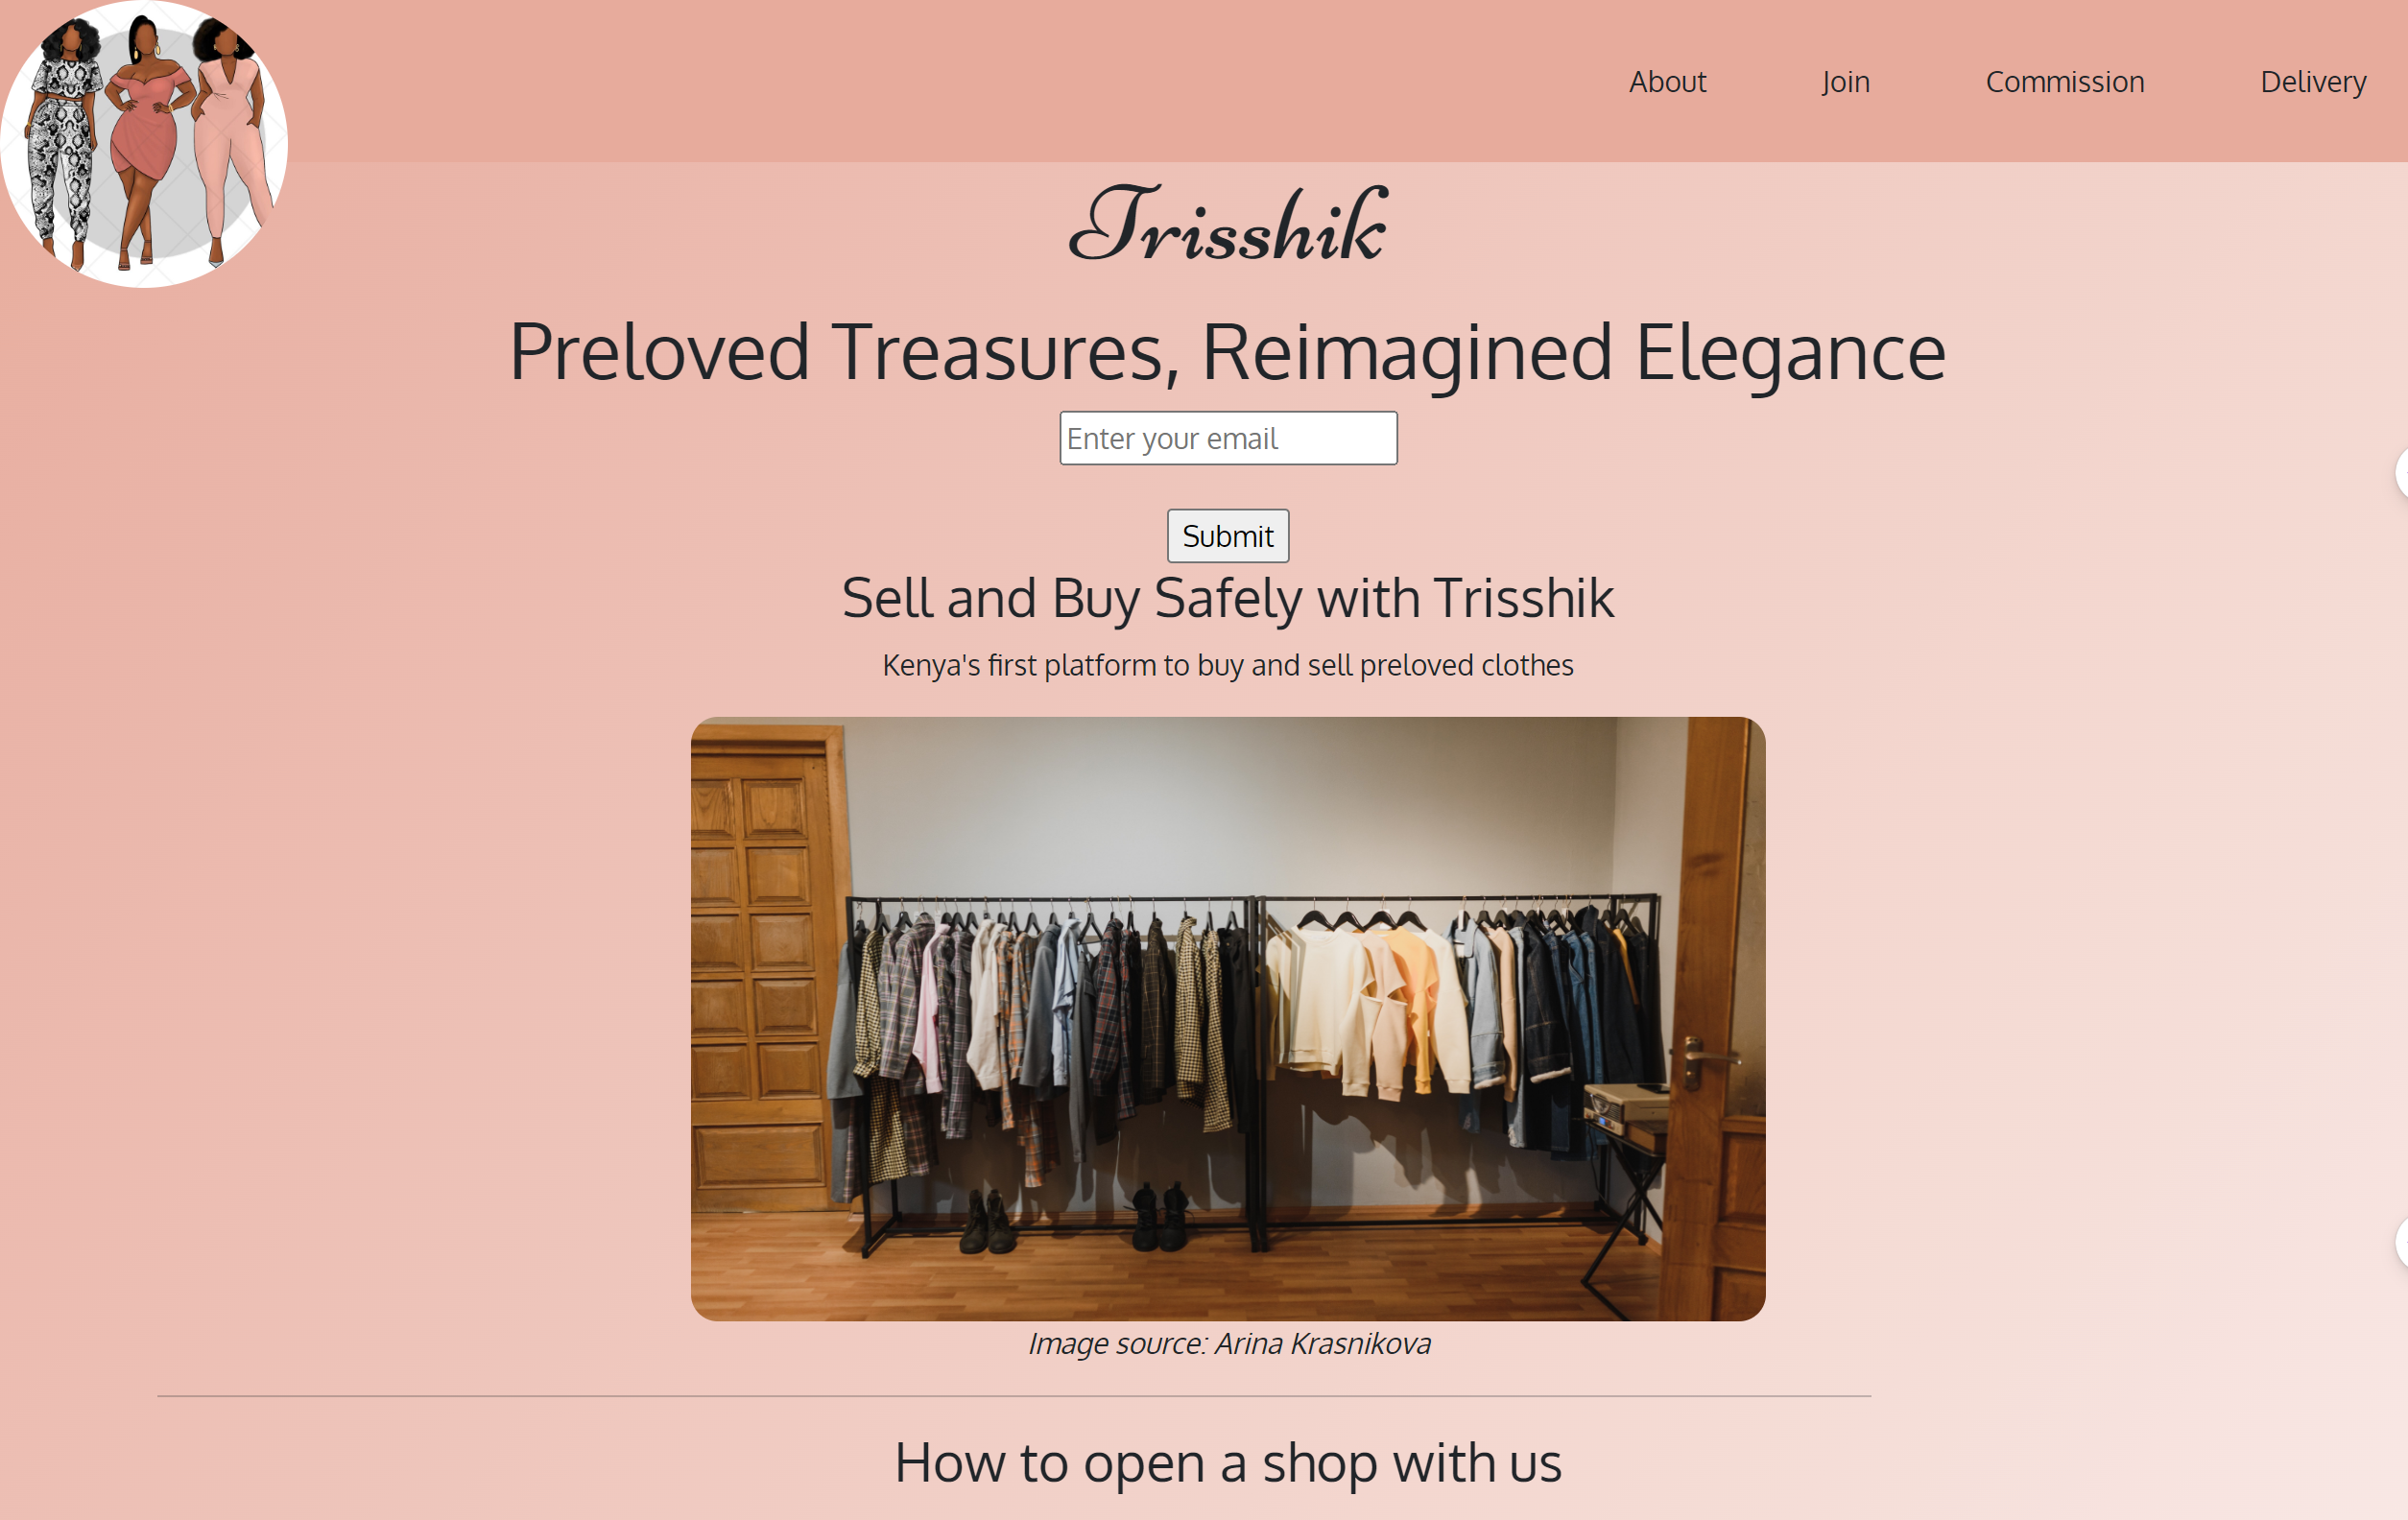 About
Join
Commission
Delivery
Trisshik
Preloved Treasures, Reimagined Elegance
Enter your email
Submit
Sell and Buy Safely with Trisshik
Kenya's first platform to buy and sell preloved clothes
Image source: Arina Krasnikova
How to open a shop with us